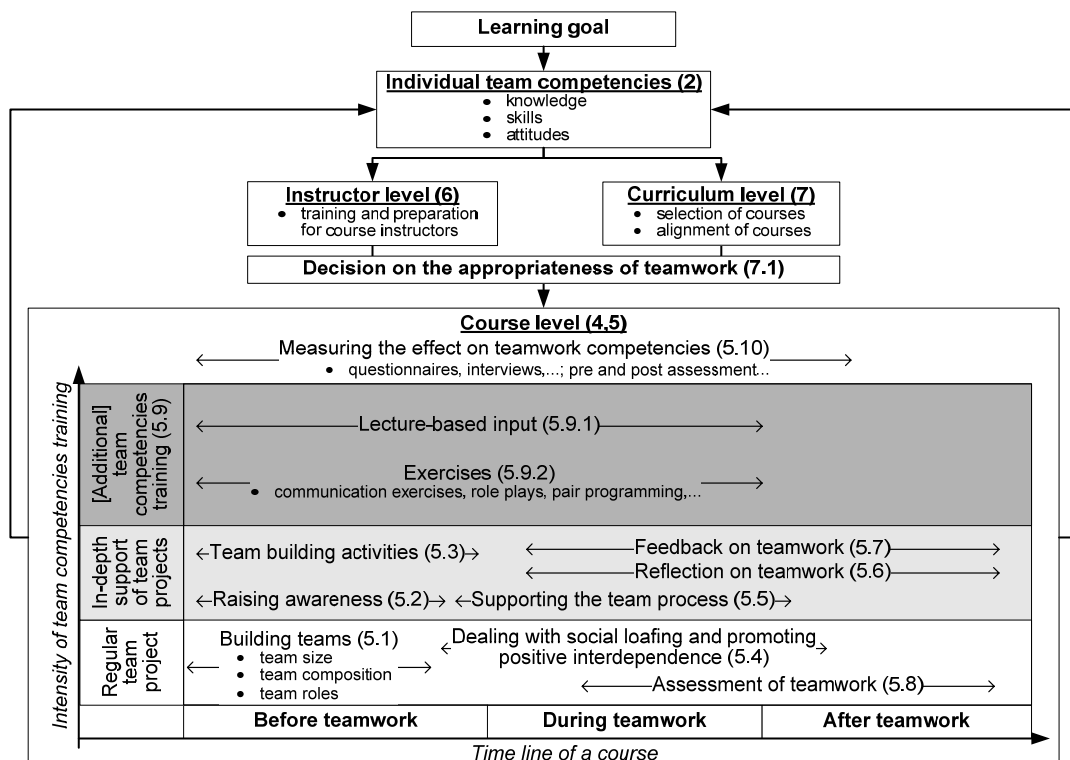 Learning goal
Individual team competencies (2)
• knowledge
• skills
• attitudes
Instructor level (6)
• training and preparation
for course instructors
Curriculum level (7)
• selection of courses
• alignment of courses
Decision on the appropriateness of teamwork (7.1)
Course level (4,5)
Measuring the effect on teamwork competencies (5.10)
• questionnaires, interviews,...; pre and post assessment...
Intensity of team competencies training
[Additional]
team
competencies
training (5.9)
Lecture-based input (5.9.1)
Exercises (5.9.2)
• communication exercises, role plays, pair programming,...
In-depth
support
of team
projects
Team building activities (5.3)
Feedback on teamwork (5.7)
Reflection on teamwork (5.6)
Raising awareness (5.2)
Supporting the team process (5.5)
Regular
team
project
Building teams (5.1)
• team size
• team composition
• team roles
Dealing with social loafing and promoting
positive interdependence (5.4)
Assessment of teamwork (5.8)
Before teamwork
During teamwork
After teamwork
Time line of a course